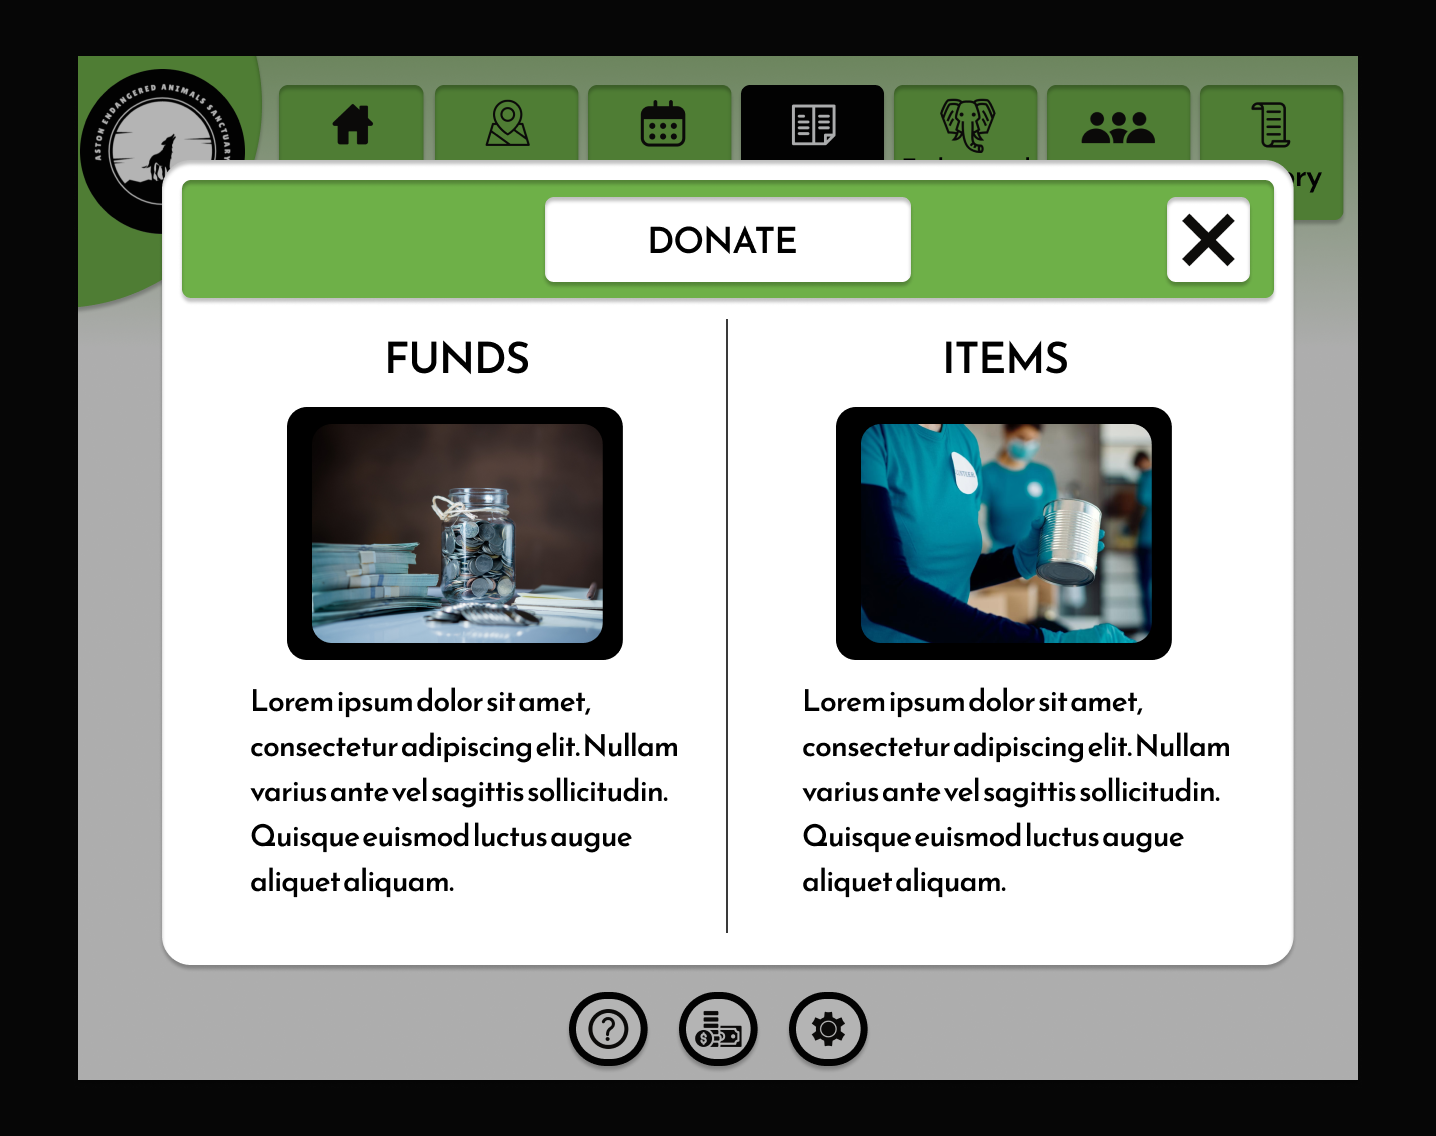 ASTON ENDANGERED ANIMALS SANCTUARY
DONATE
FUNDS
ITEMS
Lorem ipsum dolor sit amet,
consectetur adipiscing elit. Nullam
varius ante vel sagittis sollicitudin.
Quisque euismod luctus augue
aliquet aliquam.
Lorem ipsum dolor sit amet,
consectetur adipiscing elit. Nullam
varius ante vel sagittis sollicitudin.
Quisque euismod luctus augue
aliquet aliquam.